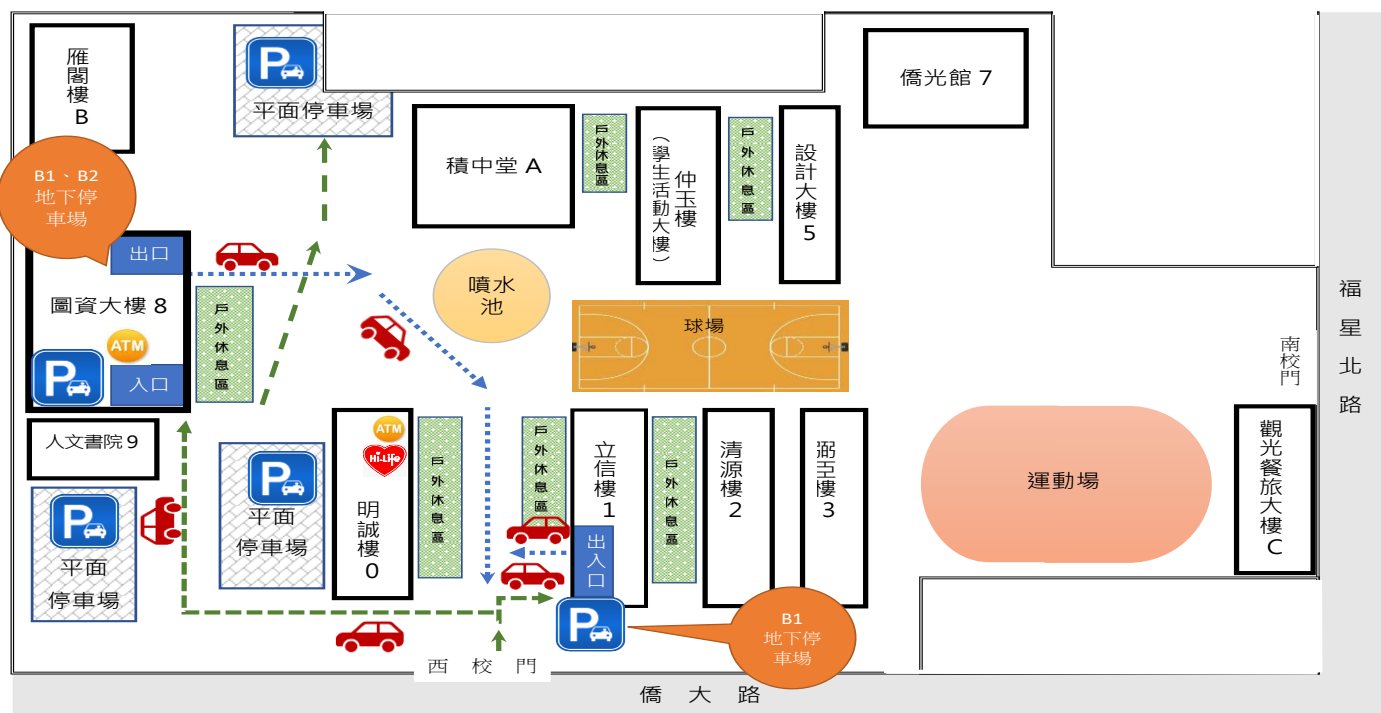 雁閣樓 B
平面停車場
B1、B2
地下停
車場
出口
圖資大樓 8
ATM
入口
戶外休息區
人文書院 9
平面
停車場
平面
停車場
積中堂 A
噴水
池
戶外休息區
仲玉樓
(學生活動大樓)
戶外休息區
設計大樓 5
僑光館 7
球場
ATM
Hi-Life
明誠樓 0
戶外休息區
戶外休息區
立信樓 1
出入口
戶外休息區
清源樓 2
弼臣樓 3
B1
地下停
車場
運動場
南校門
觀光餐旅大樓 C
福星北路
西校門
僑大路
P
P
P
P
P